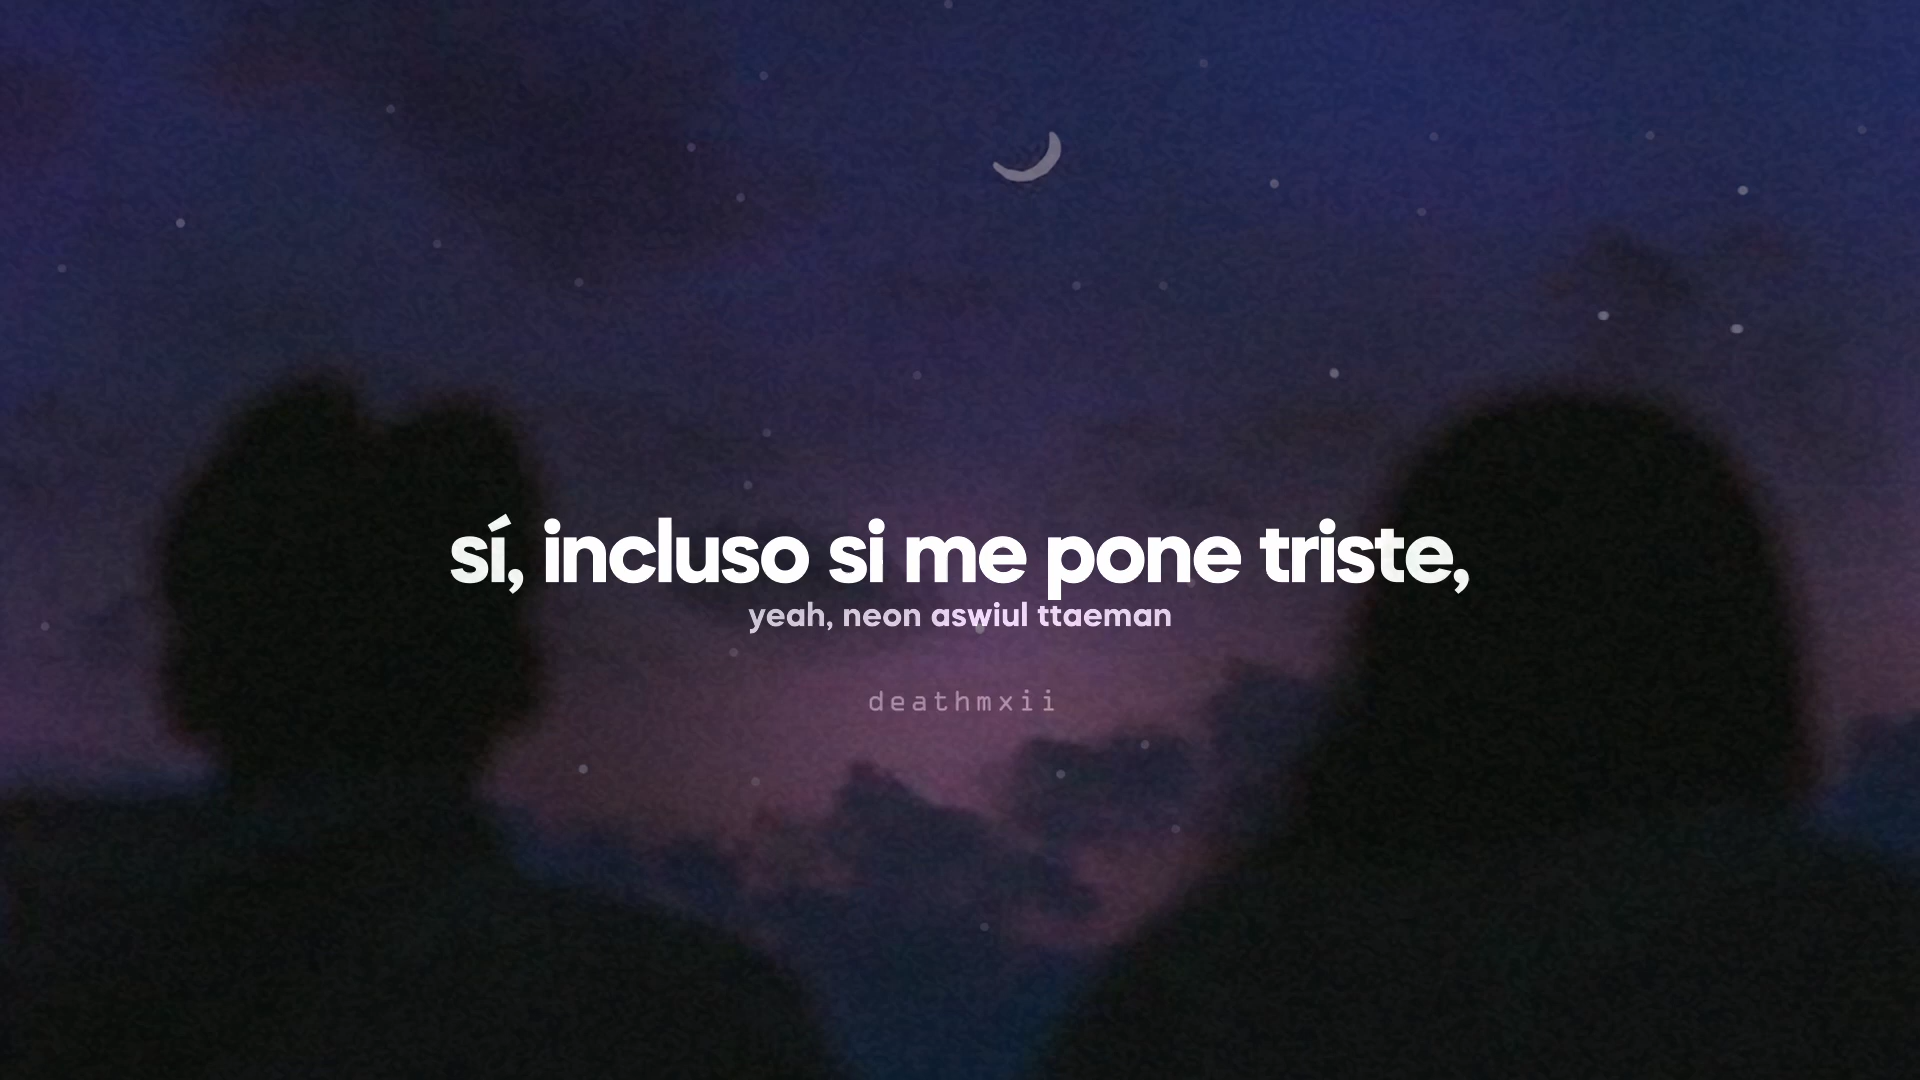 sí, incluso si me pone triste,
yeah, neon aswiul ttaeman
deathmxii